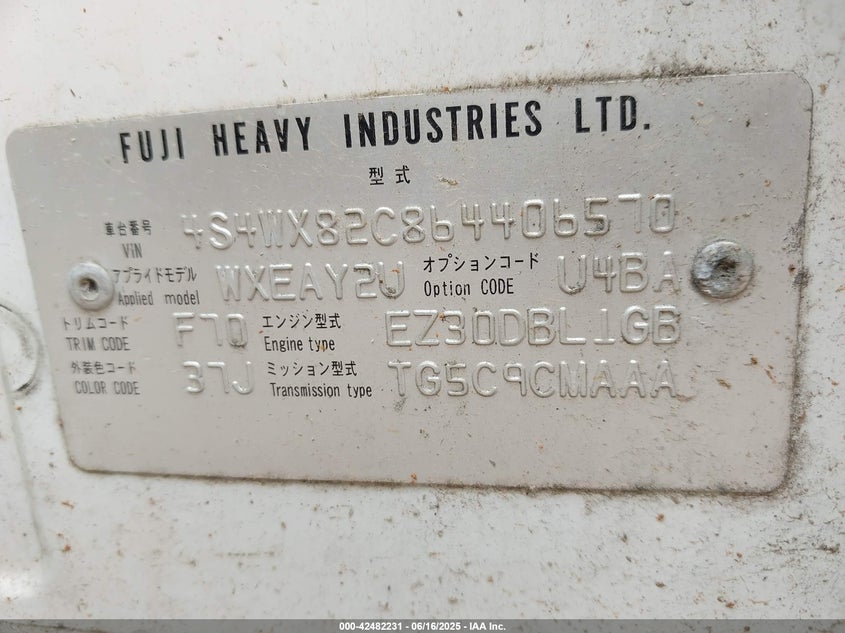 FUJI HEAVY INDUSTRIES LTD.
型式
車台番号 VIN 4S4WX82C864406570
アプライドモデル Applied model WXEAY2U オプションコード Option CODE U4BA
トリムコード TRIM CODE F70 エンジン型式 Engine type EZ30DBL1GB
外装色コード COLOR CODE 37J ミッション型式 Transmission type TG5C9CMAAA
000-42482231 - 06/16/2025 - IAA Inc.